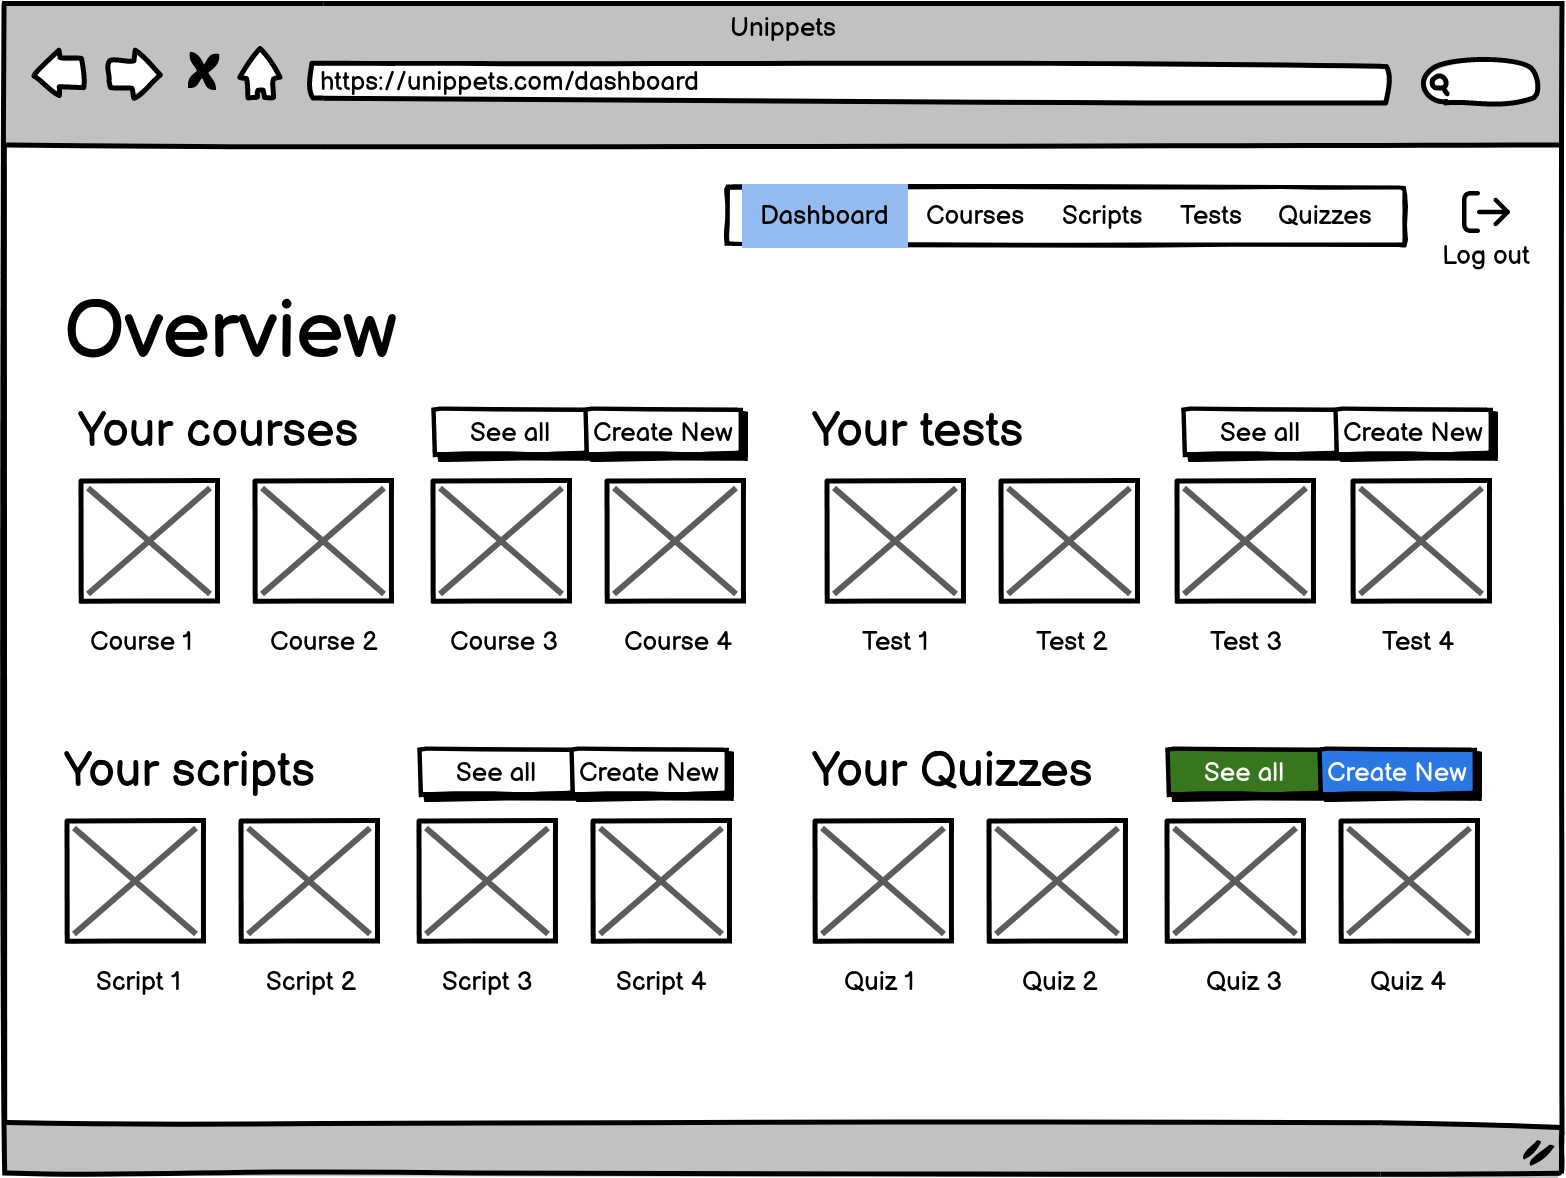 Unippets
https://unippets.com/dashboard
Dashboard Courses Scripts Tests Quizzes
Log out
Overview
Your courses See all Create New
Course 1 Course 2 Course 3 Course 4
Your tests See all Create New
Test 1 Test 2 Test 3 Test 4
Your scripts See all Create New
Script 1 Script 2 Script 3 Script 4
Your Quizzes See all Create New
Quiz 1 Quiz 2 Quiz 3 Quiz 4